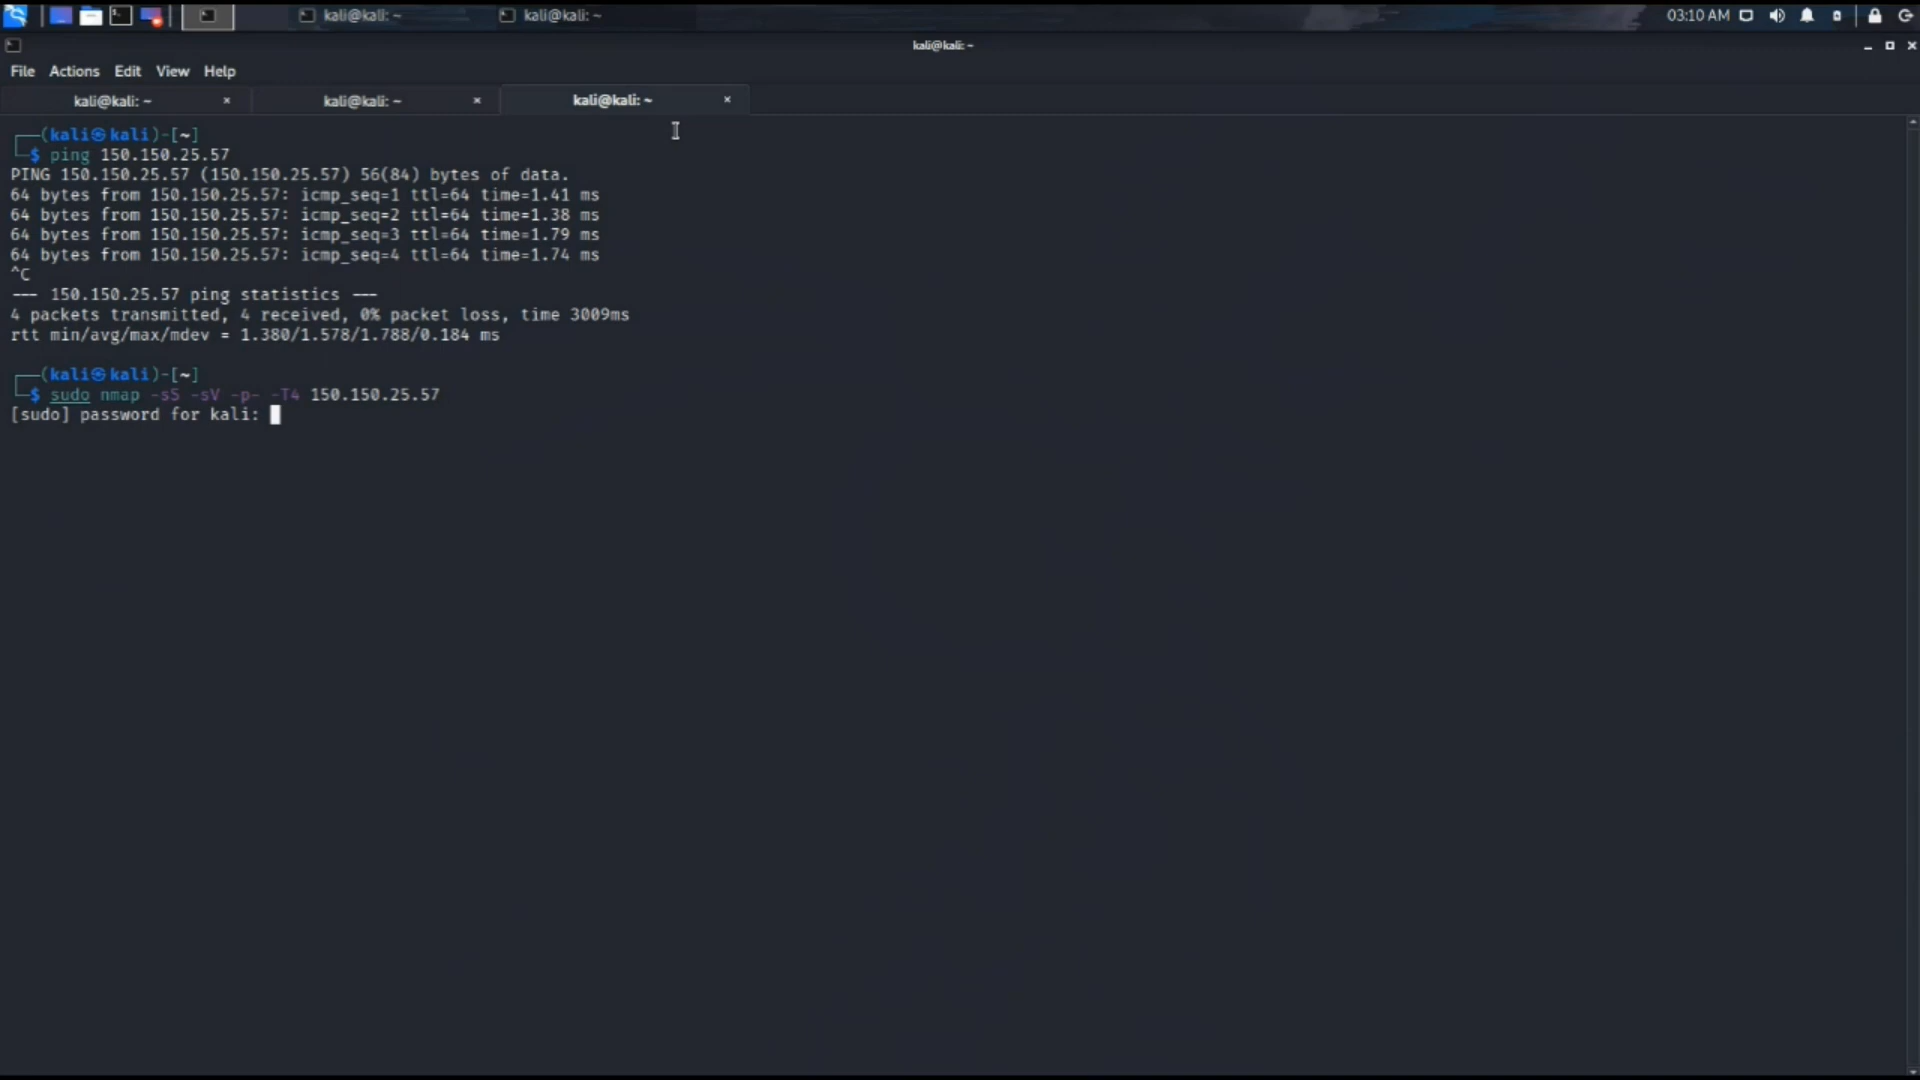 kali@kali: ~
kali@kali: ~
03:10 AM
kali@kali: ~
File Actions Edit View Help
kali@kali: ~
kali@kali: ~
kali@kali: ~
┌──(kali㉿kali)-[~]
└─$ ping 150.150.25.57
PING 150.150.25.57 (150.150.25.57) 56(84) bytes of data.
64 bytes from 150.150.25.57: icmp_seq=1 ttl=64 time=1.41 ms
64 bytes from 150.150.25.57: icmp_seq=2 ttl=64 time=1.38 ms
64 bytes from 150.150.25.57: icmp_seq=3 ttl=64 time=1.79 ms
64 bytes from 150.150.25.57: icmp_seq=4 ttl=64 time=1.74 ms
^C
--- 150.150.25.57 ping statistics ---
4 packets transmitted, 4 received, 0% packet loss, time 3009ms
rtt min/avg/max/mdev = 1.380/1.578/1.788/0.184 ms
┌──(kali㉿kali)-[~]
└─$ sudo nmap -sS -sV -p- -T4 150.150.25.57
[sudo] password for kali: